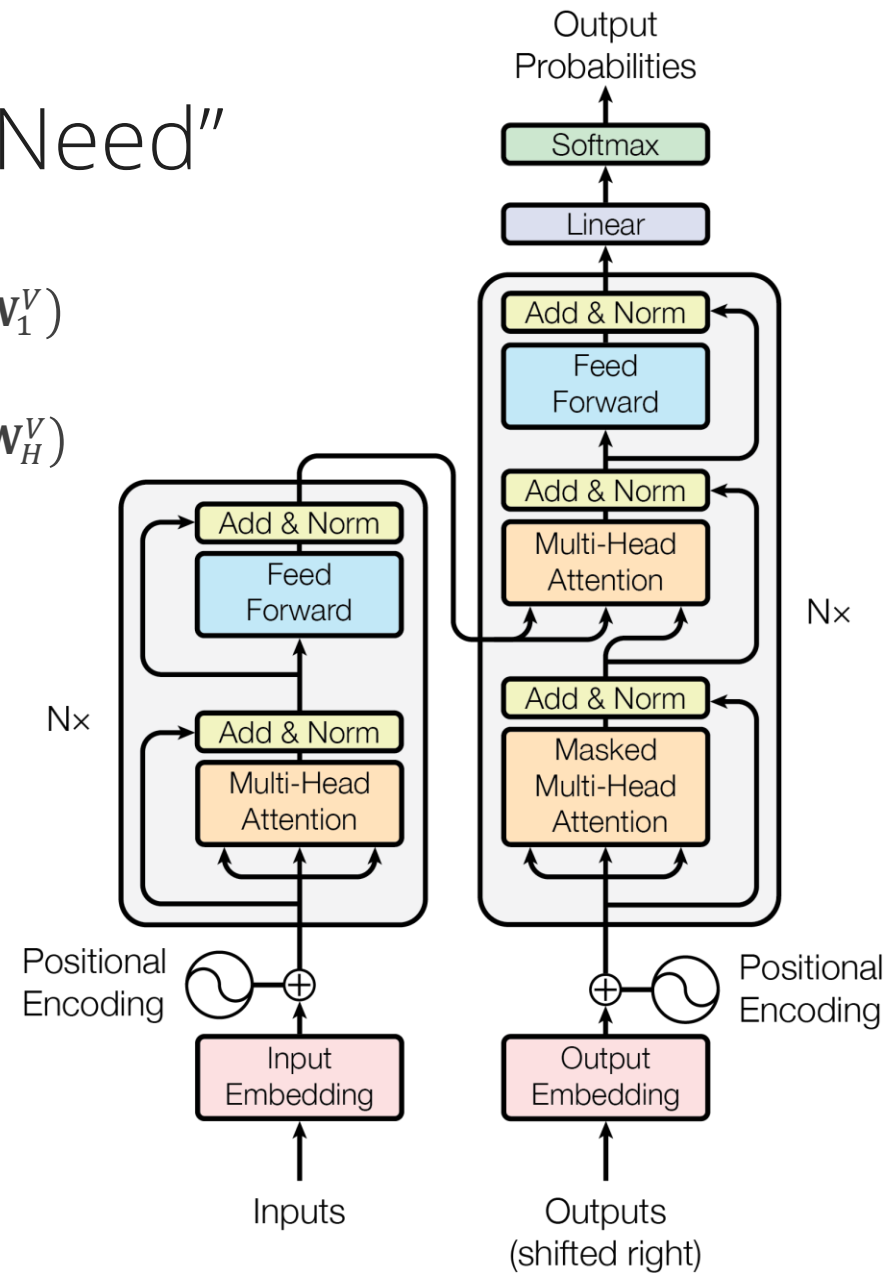 Need”
W_1^V)
W_H^V)
Output
Probabilities
Softmax
Linear
Add & Norm
Feed
Forward
Add & Norm
Multi-Head
Attention
Add & Norm
Masked
Multi-Head
Attention
N×
Add & Norm
Feed
Forward
N×
Add & Norm
Multi-Head
Attention
Positional
Encoding
Positional
Encoding
Input
Embedding
Output
Embedding
Inputs
Outputs
(shifted right)